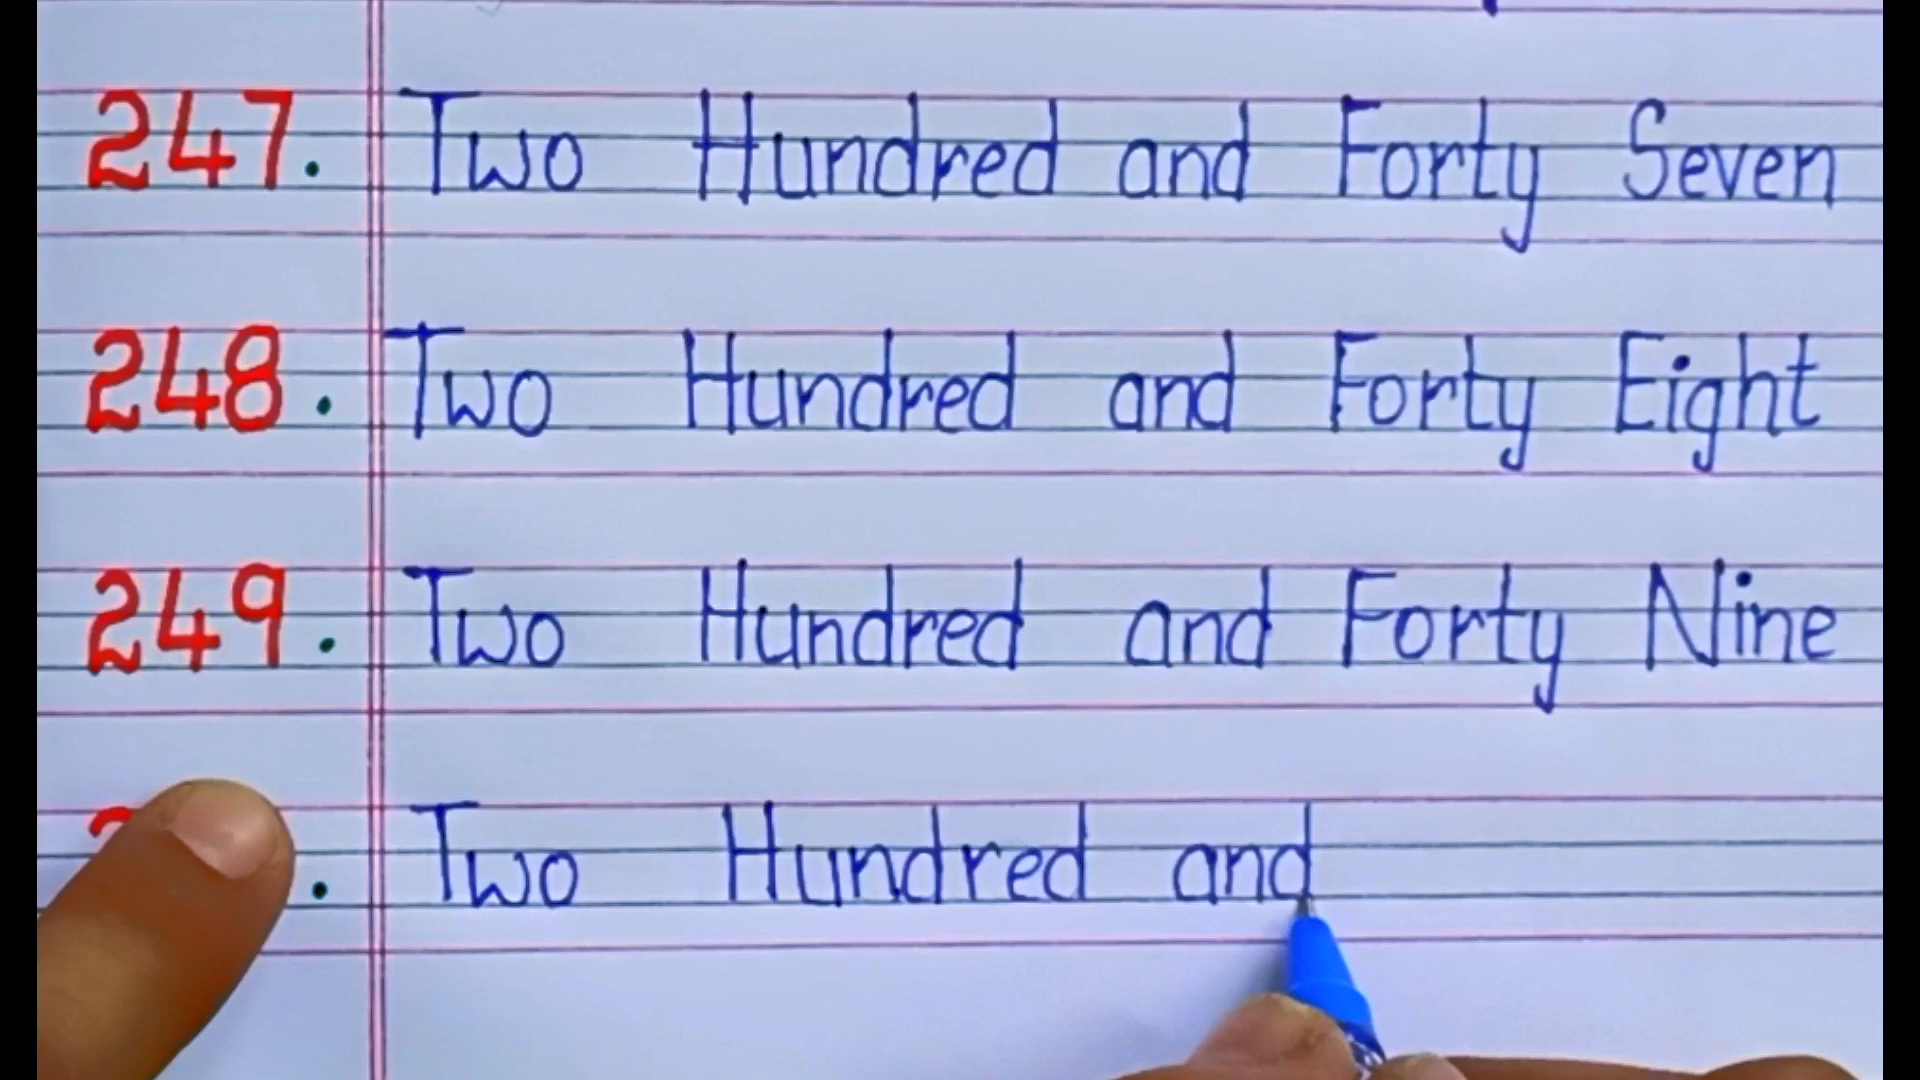 247. Two Hundred and Forty Seven
248. Two Hundred and Forty Eight
249. Two Hundred and Forty Nine
Two Hundred and